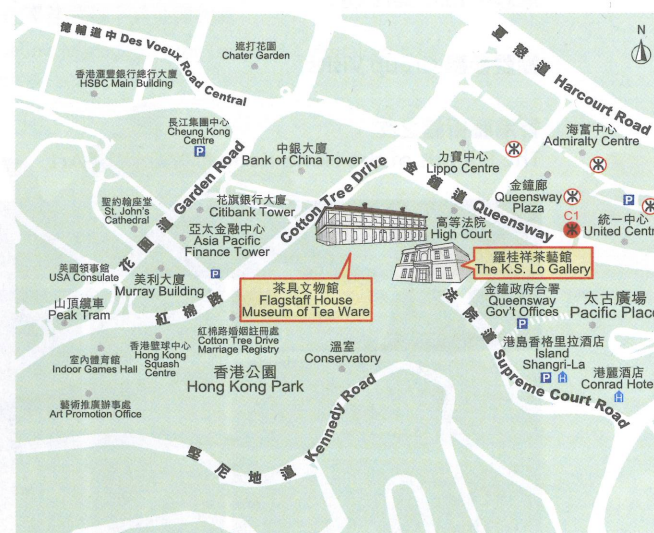 德輔道中 Des Voeux Road Central
遮打花園
Chater Garden
N
夏慤道 Harcourt Road
香港滙豐銀行總行大廈
HSBC Main Building
長江集團中心
Cheung Kong
Centre
P
中銀大廈
Bank of China Tower
力寶中心
Lippo Centre
海富中心
Admiralty Centre
金鐘道 Queensway
金鐘廊
Queensway
Plaza
P
C1
統一中心
United Centr
花園道 Garden Road
聖約翰座堂
St. John's
Cathedral
花旗銀行大廈
Citibank Tower
亞太金融中心
Asia Pacific
Finance Tower
紅棉路 Cotton Tree Drive
高等法院
High Court
羅桂祥茶藝館
The K.S. Lo Gallery
美國領事館
USA Consulate
美利大廈
Murray Building
P
茶具文物館
Flagstaff House
Museum of Tea Ware
金鐘政府合署
Queensway
Gov't Offices
P
太古廣場
Pacific Place
山頂纜車
Peak Tram
紅棉路婚姻註冊處
Cotton Tree Drive
Marriage Registry
香港壁球中心
Hong Kong
Squash
Centre
溫室
Conservatory
法院道 Supreme Court Road
港島香格里拉酒店
Island
Shangri-La
P H
室內體育館
Indoor Games Hall
香港公園
Hong Kong Park
港麗酒店
Conrad Hote
H
藝術推廣辦事處
Art Promotion Office
堅尼地道 Kennedy Road